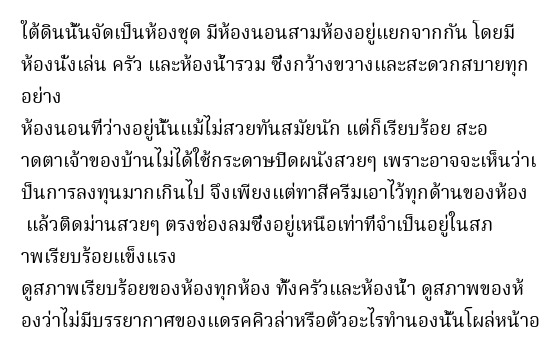 ใต้ดินนั้นจัดเป็นห้องชุด มีห้องนอนสามห้องอยู่แยกจากกัน โดยมี
ห้องนั่งเล่น ครัว และห้องน้ำรวม ซึ่งกว้างขวางและสะดวกสบายทุก
อย่าง
ห้องนอนที่ว่างอยู่นั้นแม้ไม่สวยทันสมัยนัก แต่ก็เรียบร้อย สะอ
าดตาเจ้าของบ้านไม่ได้ใช้กระดาษปิดผนังสวยๆ เพราะอาจจะเห็นว่าเ
ป็นการลงทุนมากเกินไป จึงเพียงแต่ทาสีครีมเอาไว้ทุกด้านของห้อง
แล้วติดม่านสวยๆ ตรงช่องลมซึ่งอยู่เหนือเท่าที่จำเป็นอยู่ในสภ
าพเรียบร้อยแข็งแรง
ดูสภาพเรียบร้อยของห้องทุกห้อง ทั้งครัวและห้องน้ำ ดูสภาพของห้
องว่าไม่มีบรรยากาศของแดรคคิวล่าหรือตัวอะไรทำนองนั้นโผล่หน้าอ